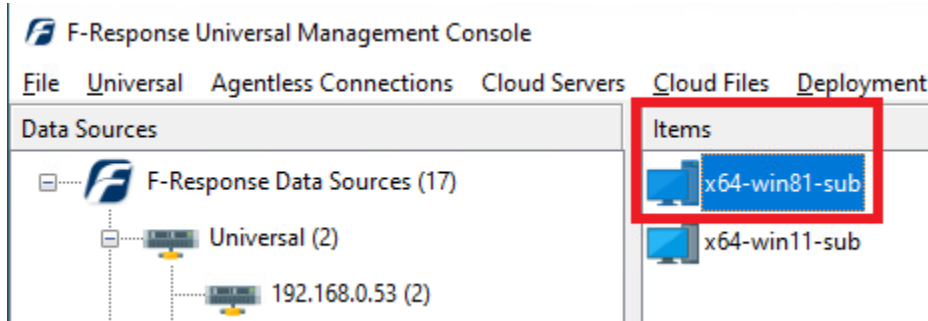 F-Response Universal Management Console
File Universal Agentless Connections Cloud Servers Cloud Files Deployment
Data Sources
Items
F-Response Data Sources (17)
x64-win81-sub
Universal (2)
x64-win11-sub
192.168.0.53 (2)